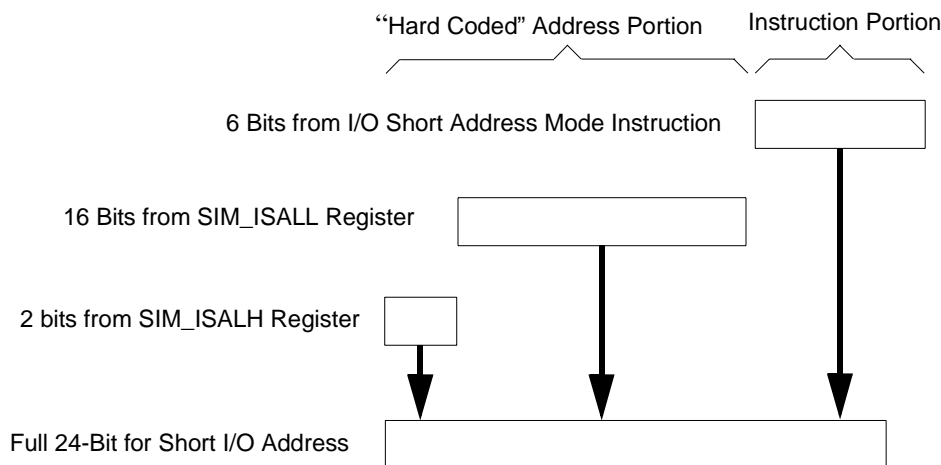 “Hard Coded” Address Portion
Instruction Portion
6 Bits from I/O Short Address Mode Instruction
16 Bits from SIM_ISALL Register
2 bits from SIM_ISALH Register
Full 24-Bit for Short I/O Address